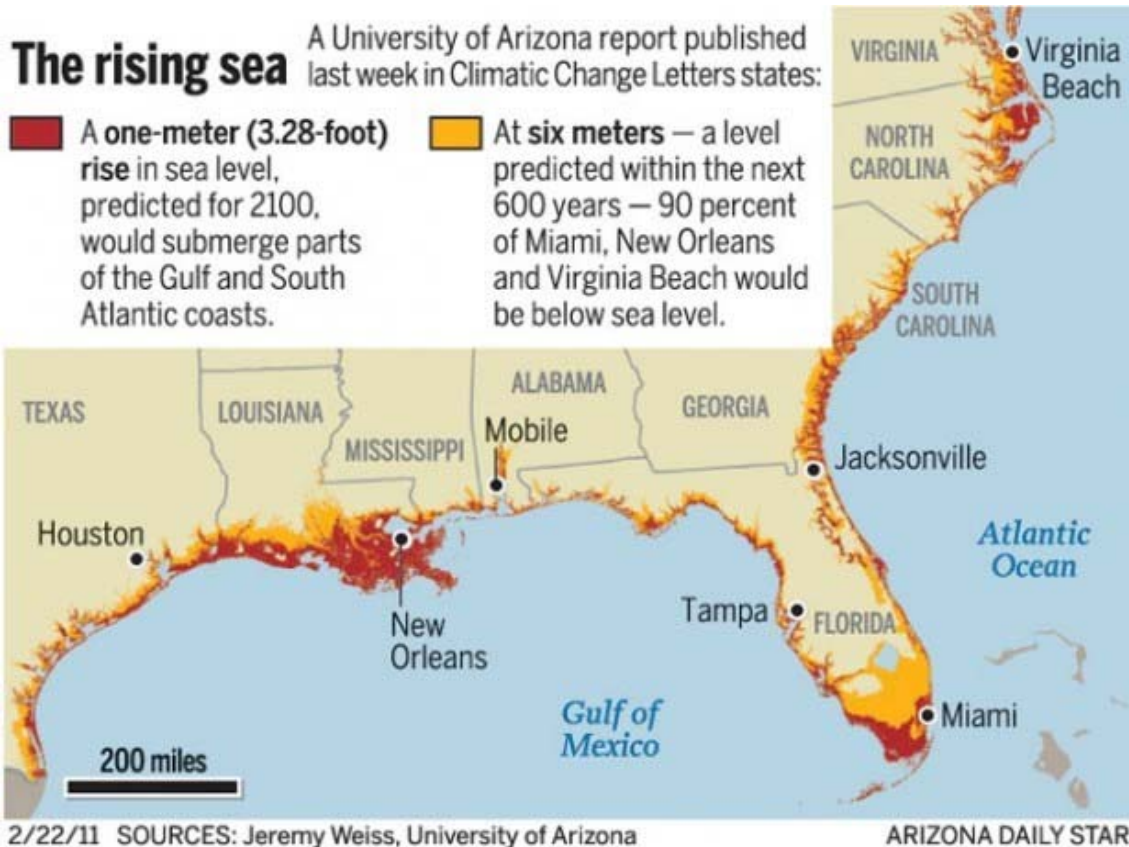 The rising sea
A University of Arizona report published
last week in Climatic Change Letters states:
A one-meter (3.28-foot)
rise in sea level,
predicted for 2100,
would submerge parts
of the Gulf and South
Atlantic coasts.
At six meters — a level
predicted within the next
600 years — 90 percent
of Miami, New Orleans
and Virginia Beach would
be below sea level.
VIRGINIA
Virginia
Beach
NORTH
CAROLINA
SOUTH
CAROLINA
TEXAS
LOUISIANA
MISSISSIPPI
ALABAMA
GEORGIA
Mobile
Jacksonville
Houston
New
Orleans
Tampa
FLORIDA
Miami
Atlantic
Ocean
Gulf of
Mexico
200 miles
2/22/11 SOURCES: Jeremy Weiss, University of Arizona
ARIZONA DAILY STAR